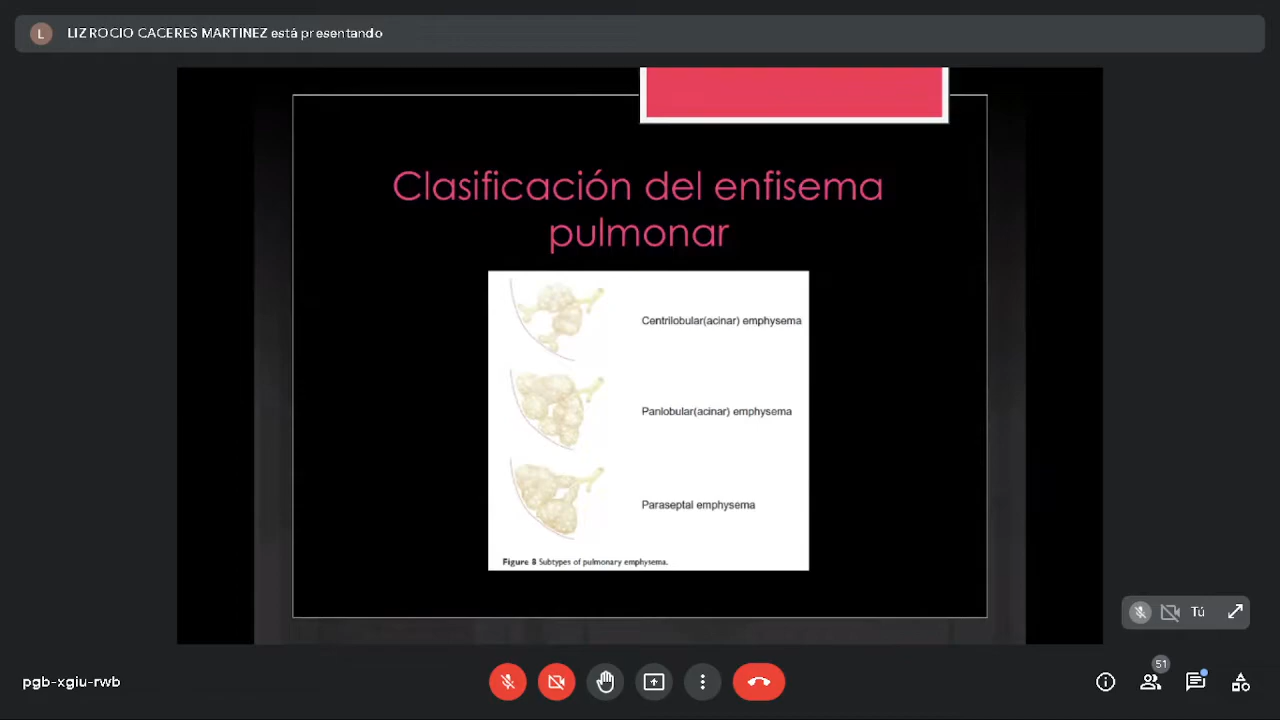 L
LIZ ROCIO CACERES MARTINEZ está presentando
Clasificación del enfisema
pulmonar
Centrilobular(acinar) emphysema
Panlobular(acinar) emphysema
Paraseptal emphysema
Figure 8 Subtypes of pulmonary emphysema.
Tú
pgb-xgiu-rwb
51